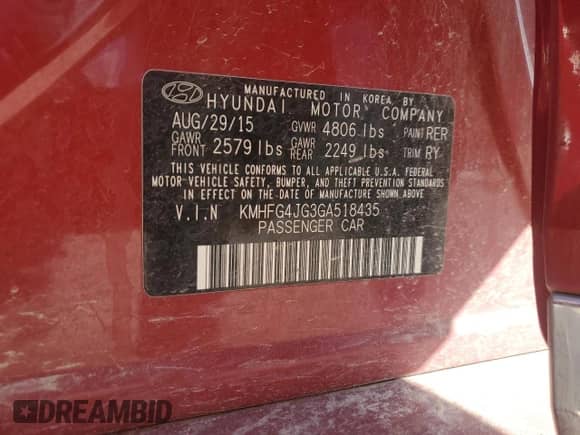 MANUFACTURED IN KOREA BY
HYUNDAI MOTOR COMPANY
AUG/29/15 GVWR 4806 lbs PAINT RER
GAWR FRONT 2579 lbs GAWR REAR 2249 lbs TRIM RY
THIS VEHICLE CONFORMS TO ALL APPLICABLE U.S.A. FEDERAL
MOTOR VEHICLE SAFETY, BUMPER, AND THEFT PREVENTION STANDARDS
IN EFFECT ON THE DATE OF MANUFACTURE SHOWN ABOVE
V.I.N KMHFG4JG3GA518435
PASSENGER CAR
DREAMBID